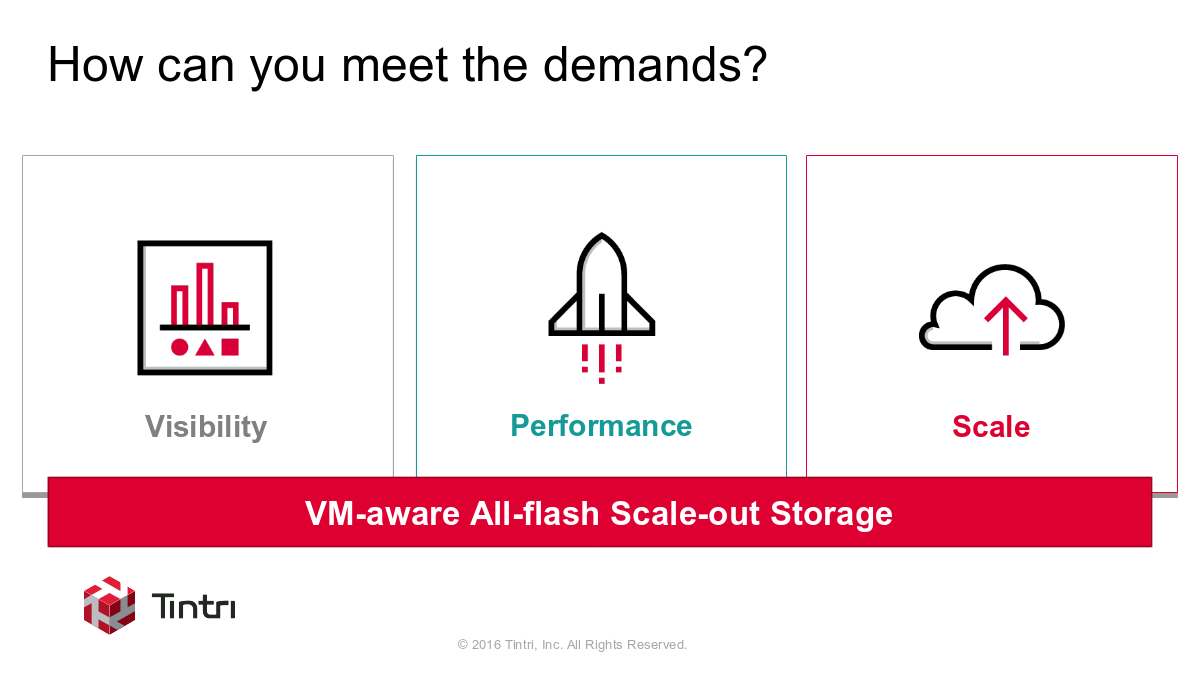 How can you meet the demands?
Visibility
Performance
Scale
VM-aware All-flash Scale-out Storage
Tintri
© 2016 Tintri, Inc. All Rights Reserved.